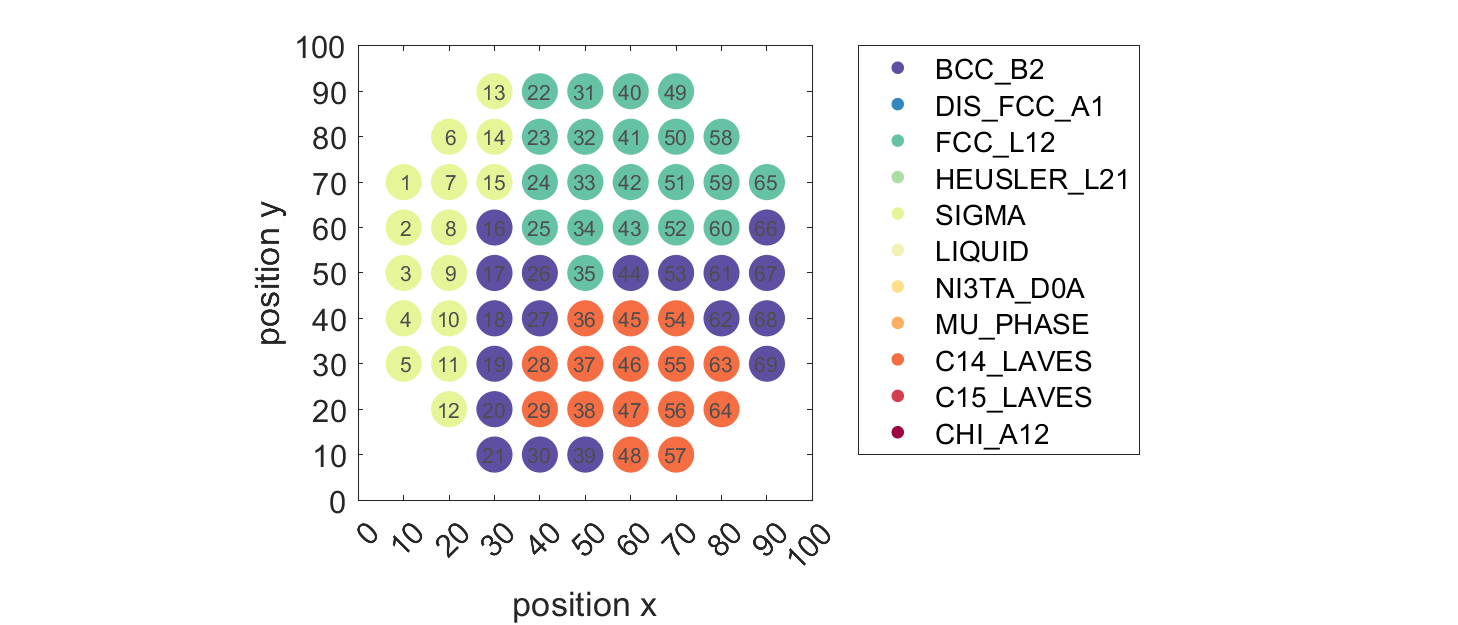 100
90
80
70
60
50
40
30
20
10
0
position y
13 22 31 40 49
6 14 23 32 41 50 58
1 7 15 24 33 42 51 59 65
2 8 16 25 34 43 52 60 66
3 9 17 26 35 44 53 61 67
4 10 18 27 36 45 54 62 68
5 11 19 28 37 46 55 63 69
12 20 29 38 47 56 64
21 30 39 48 57
0 10 20 30 40 50 60 70 80 90 100
position x
BCC_B2
DIS_FCC_A1
FCC_L12
HEUSLER_L21
SIGMA
LIQUID
NI3TA_D0A
MU_PHASE
C14_LAVES
C15_LAVES
CHI_A12